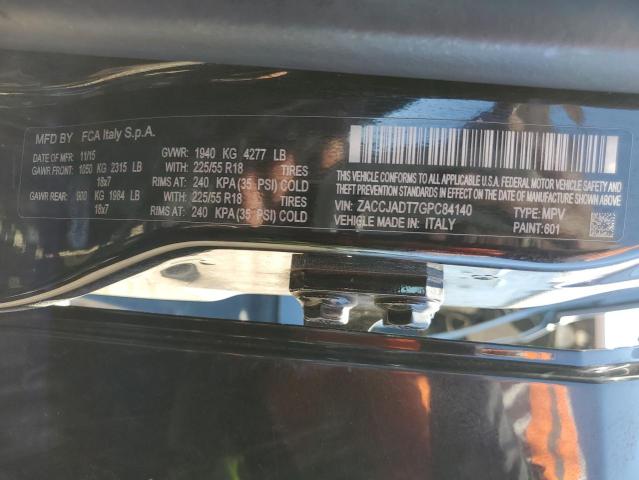 MFD BY FCA Italy S.p.A.
DATE OF MFD: 11/15 GVWR: 1940 KG 4277 LB
GAWR FRONT: 1050 KG 2315 LB WITH: 225/55 R18 TIRES
18x7 RIMS AT: 240 KPA (35 PSI) COLD
GAWR REAR: 900 KG 1984 LB WITH: 225/55 R18 TIRES
18x7 RIMS AT: 240 KPA (35 PSI) COLD
THIS VEHICLE CONFORMS TO ALL APPLICABLE U.S.A. FEDERAL MOTOR VEHICLE SAFETY AND THEFT PREVENTION STANDARDS IN EFFECT ON THE DATE OF MANUFACTURE SHOWN ABOVE
VIN: ZACCJADT7GPC84140 TYPE: MPV
VEHICLE MADE IN: ITALY PAINT: 601